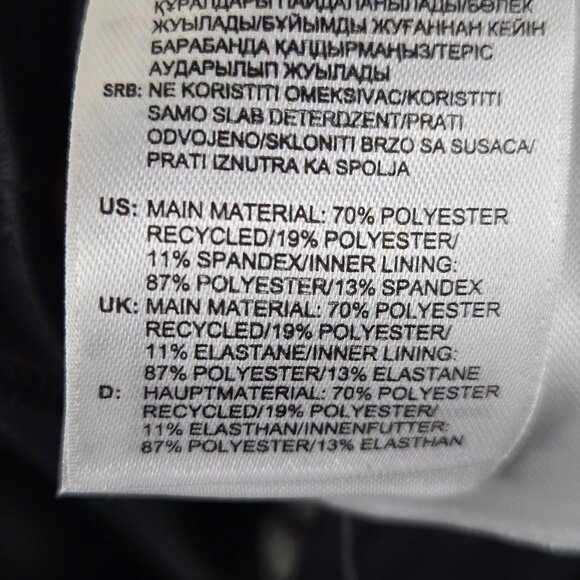 ҚҰРАЛДАРЫ ПАЙДАЛАНЫЛАДЫ/БӨЛЕК
ЖУЫЛАДЫ/БҰЙЫМДЫ ЖУҒАННАН КЕЙІН
БАРАБАНДА ҚАЛДЫРМАҢЫЗ/ТЕРІС
АУДАРЫЛЫП ЖУЫЛАДЫ
SRB: NE KORISTITI OMEKSIVAC/KORISTITI
SAMO SLAB DETERDZENT/PRATI
ODVOJENO/SKLONITI BRZO SA SUSACA/
PRATI IZNUTRA KA SPOLJA
US: MAIN MATERIAL: 70% POLYESTER
RECYCLED/19% POLYESTER/
11% SPANDEX/INNER LINING:
87% POLYESTER/13% SPANDEX
UK: MAIN MATERIAL: 70% POLYESTER
RECYCLED/19% POLYESTER/
11% ELASTANE/INNER LINING:
87% POLYESTER/13% ELASTANE
D: HAUPTMATERIAL: 70% POLYESTER
RECYCLED/19% POLYESTER/
11% ELASTHAN/INNENFUTTER:
87% POLYESTER/13% ELASTHAN